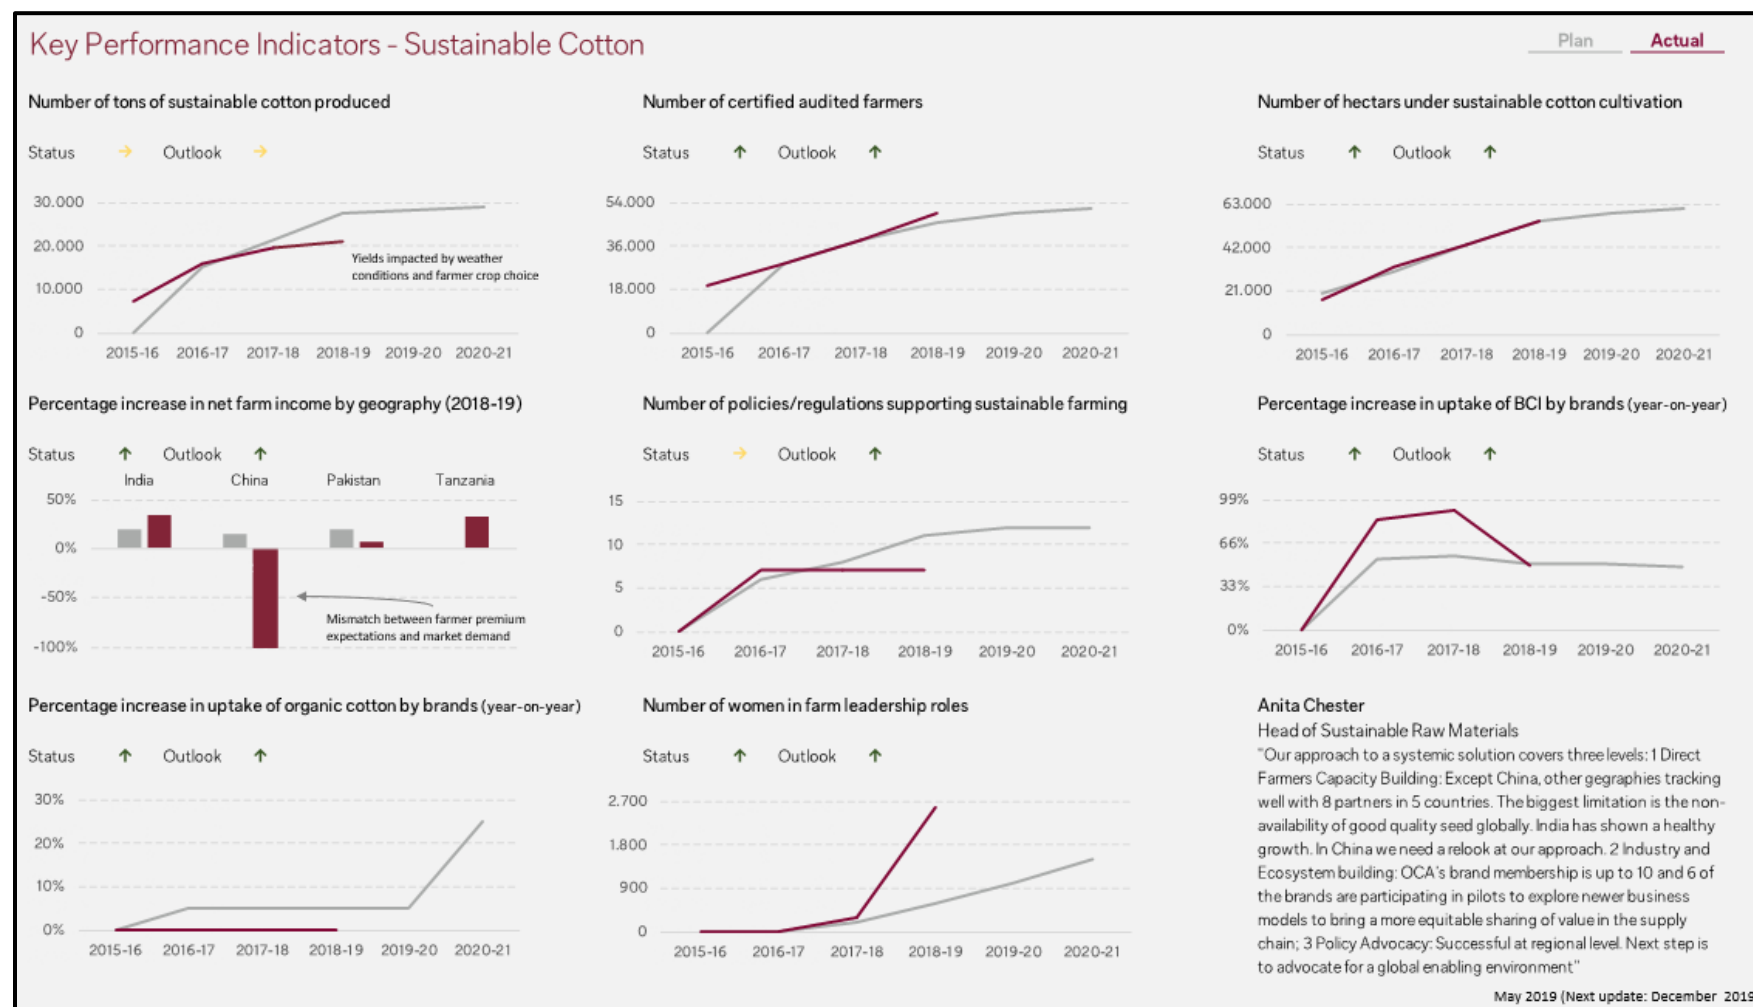 Key Performance Indicators - Sustainable Cotton
Plan Actual
Number of tons of sustainable cotton produced
Status Outlook
30.000
20.000
10.000
0
Yields impacted by weather
conditions and farmer crop choice
2015-16 2016-17 2017-18 2018-19 2019-20 2020-21
Number of certified audited farmers
Status Outlook
54.000
36.000
18.000
0
2015-16 2016-17 2017-18 2018-19 2019-20 2020-21
Number of hectars under sustainable cotton cultivation
Status Outlook
63.000
42.000
21.000
0
2015-16 2016-17 2017-18 2018-19 2019-20 2020-21
Percentage increase in net farm income by geography (2018-19)
Status Outlook
India China Pakistan Tanzania
50%
0%
-50%
-100%
Mismatch between farmer premium
expectations and market demand
Number of policies/regulations supporting sustainable farming
Status Outlook
15
10
5
0
2015-16 2016-17 2017-18 2018-19 2019-20 2020-21
Percentage increase in uptake of BCI by brands (year-on-year)
Status Outlook
99%
66%
33%
0%
2015-16 2016-17 2017-18 2018-19 2019-20 2020-21
Percentage increase in uptake of organic cotton by brands (year-on-year)
Status Outlook
30%
20%
10%
0%
2015-16 2016-17 2017-18 2018-19 2019-20 2020-21
Number of women in farm leadership roles
Status Outlook
2.700
1.800
900
0
2015-16 2016-17 2017-18 2018-19 2019-20 2020-21
Anita Chester
Head of Sustainable Raw Materials
"Our approach to a systemic solution covers three levels: 1 Direct
Farmers Capacity Building: Except China, other gegraphies tracking
well with 8 partners in 5 countries. The biggest limitation is the non-
availability of good quality seed globally. India has shown a healthy
growth. In China we need a relook at our approach. 2 Industry and
Ecosystem building: OCA's brand membership is up to 10 and 6 of
the brands are participating in pilots to explore newer business
models to bring a more equitable sharing of value in the supply
chain; 3 Policy Advocacy: Successful at regional level. Next step is
to advocate for a global enabling environment"
May 2019 (Next update: December 2019